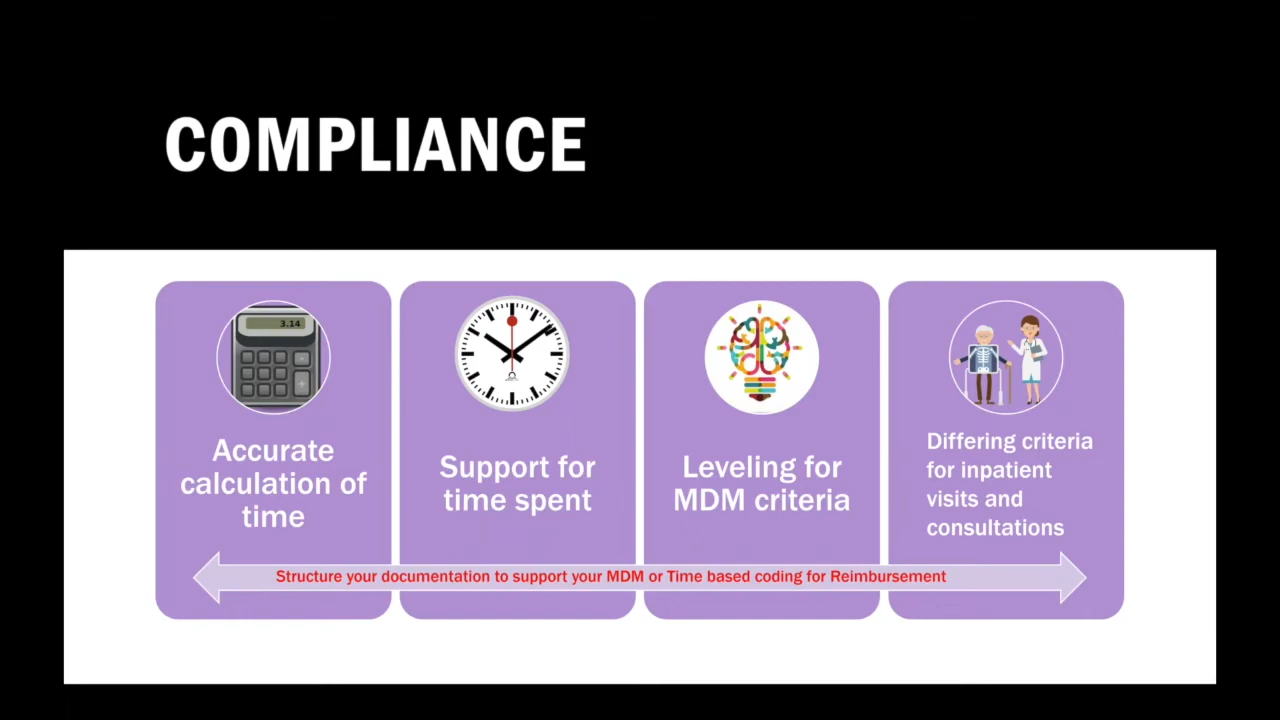 COMPLIANCE
3.14
Accurate
calculation of
time
Support for
time spent
Leveling for
MDM criteria
Differing criteria
for inpatient
visits and
consultations
Structure your documentation to support your MDM or Time based coding for Reimbursement